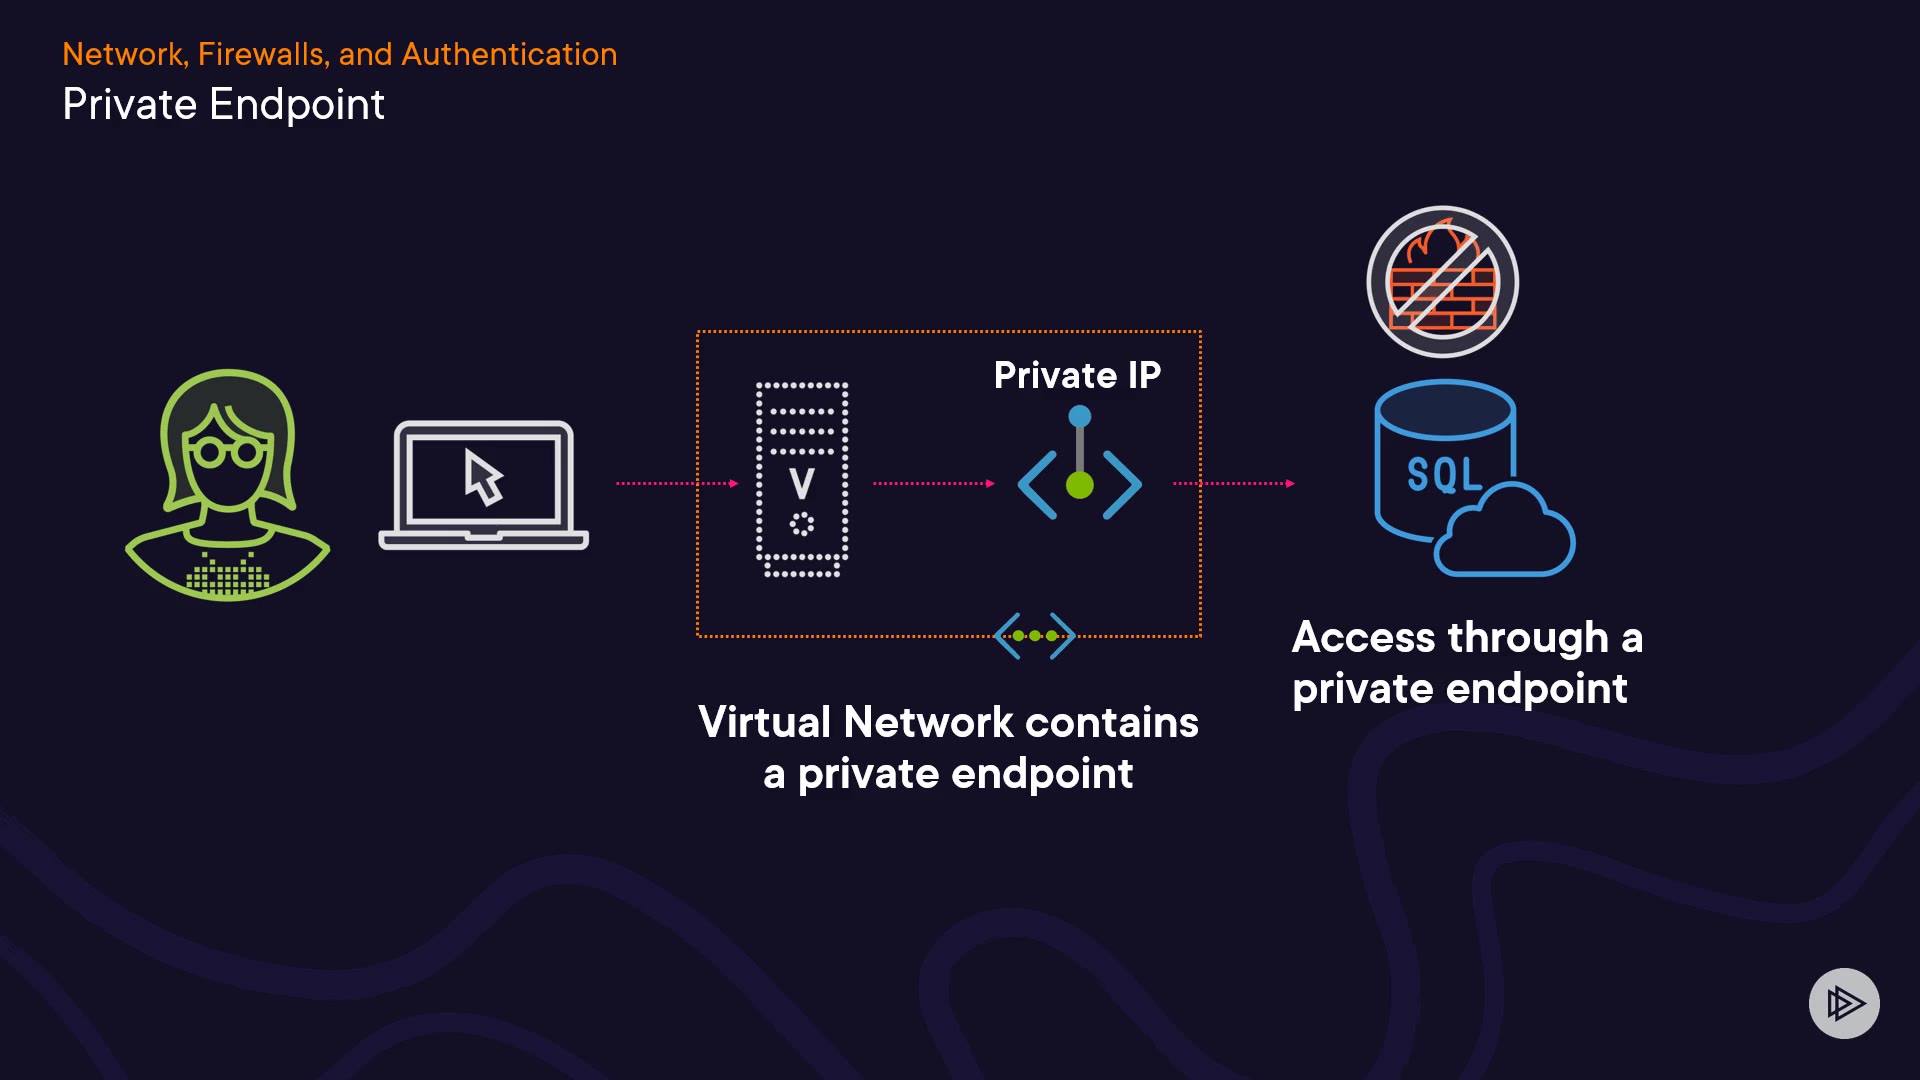 Network, Firewalls, and Authentication
Private Endpoint
Private IP
V
SQL
Access through a
private endpoint
Virtual Network contains
a private endpoint